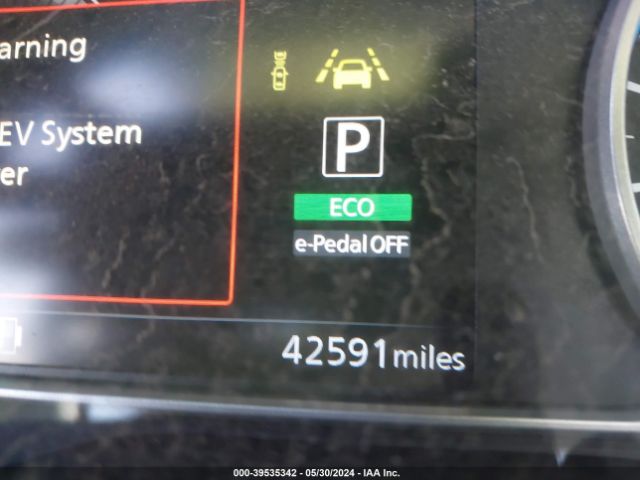 arning
EV System
er
P
ECO
e-Pedal OFF
42591 miles
000-39535342 - 05/30/2024 - IAA Inc.